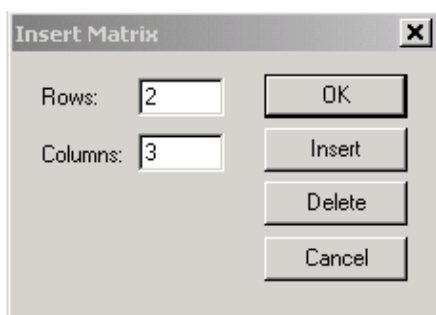 Insert Matrix
Rows: 2
OK
Columns: 3
Insert
Delete
Cancel